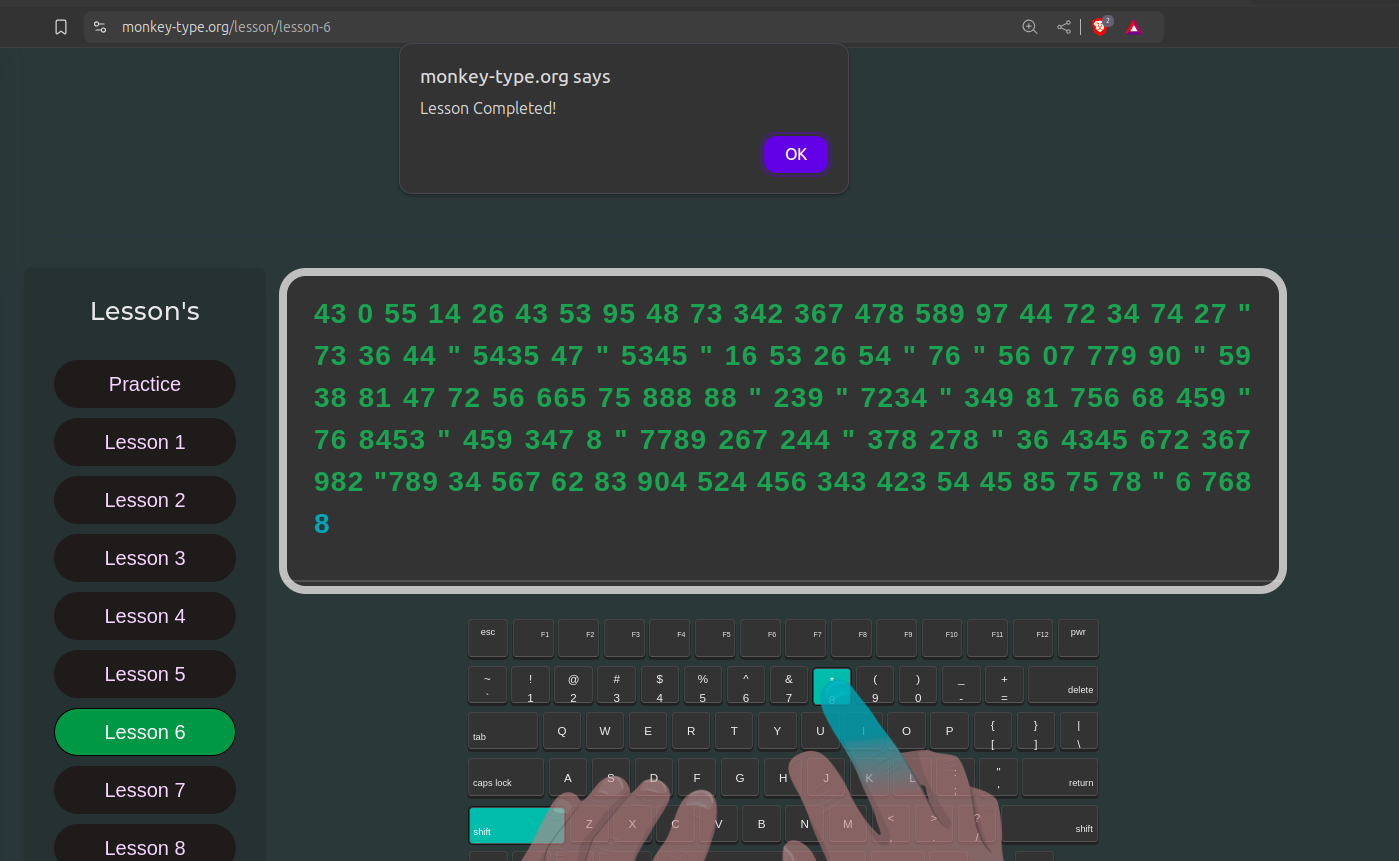 monkey-type.org/lesson/lesson-6
2
monkey-type.org says
Lesson Completed!
OK
Lesson's
Practice
Lesson 1
Lesson 2
Lesson 3
Lesson 4
Lesson 5
Lesson 6
Lesson 7
Lesson 8
43 0 55 14 26 43 53 95 48 73 342 367 478 589 97 44 72 34 74 27 "
73 36 44 " 5435 47 " 5345 " 16 53 26 54 " 76 " 56 07 779 90 " 59
38 81 47 72 56 665 75 888 88 " 239 " 7234 " 349 81 756 68 459 "
76 8453 " 459 347 8 " 7789 267 244 " 378 278 " 36 4345 672 367
982 "789 34 567 62 83 904 524 456 343 423 54 45 85 75 78 " 6 768
8
esc F1 F2 F3 F4 F5 F6 F7 F8 F9 F10 F11 F12 pwr
~ ! @ # $ % ^ & * ( ) _ +
` 1 2 3 4 5 6 7 8 9 0 - = delete
tab Q W E R T Y U I O P { } |
[ ] \
caps lock A S D F G H J K L : "
; ' return
shift Z X C V B N M < > ? shift
. /